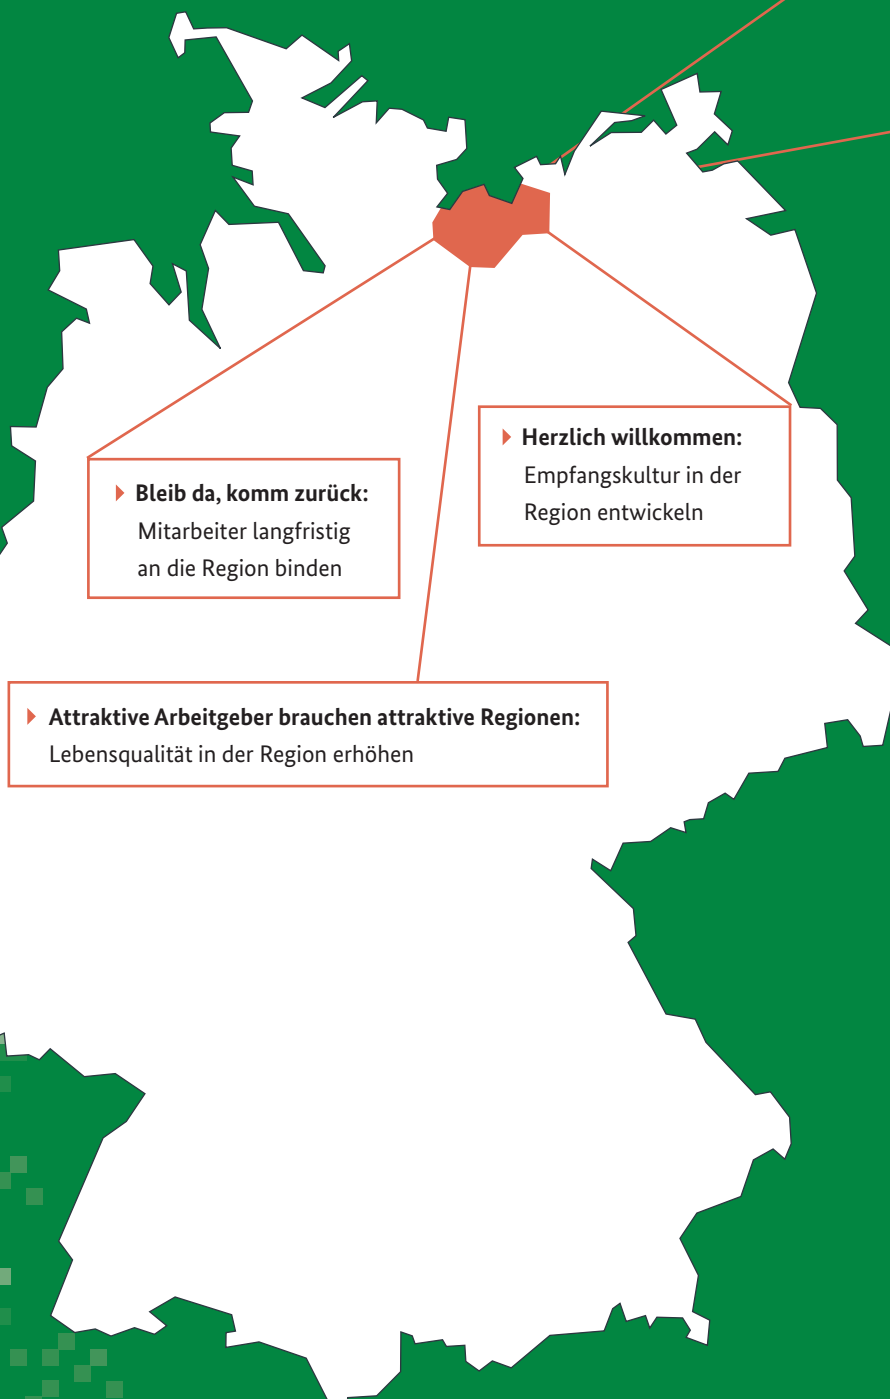 Herzlich willkommen:
Empfangskultur in der
Region entwickeln
Bleib da, komm zurück:
Mitarbeiter langfristig
an die Region binden
Attraktive Arbeitgeber brauchen attraktive Regionen:
Lebensqualität in der Region erhöhen